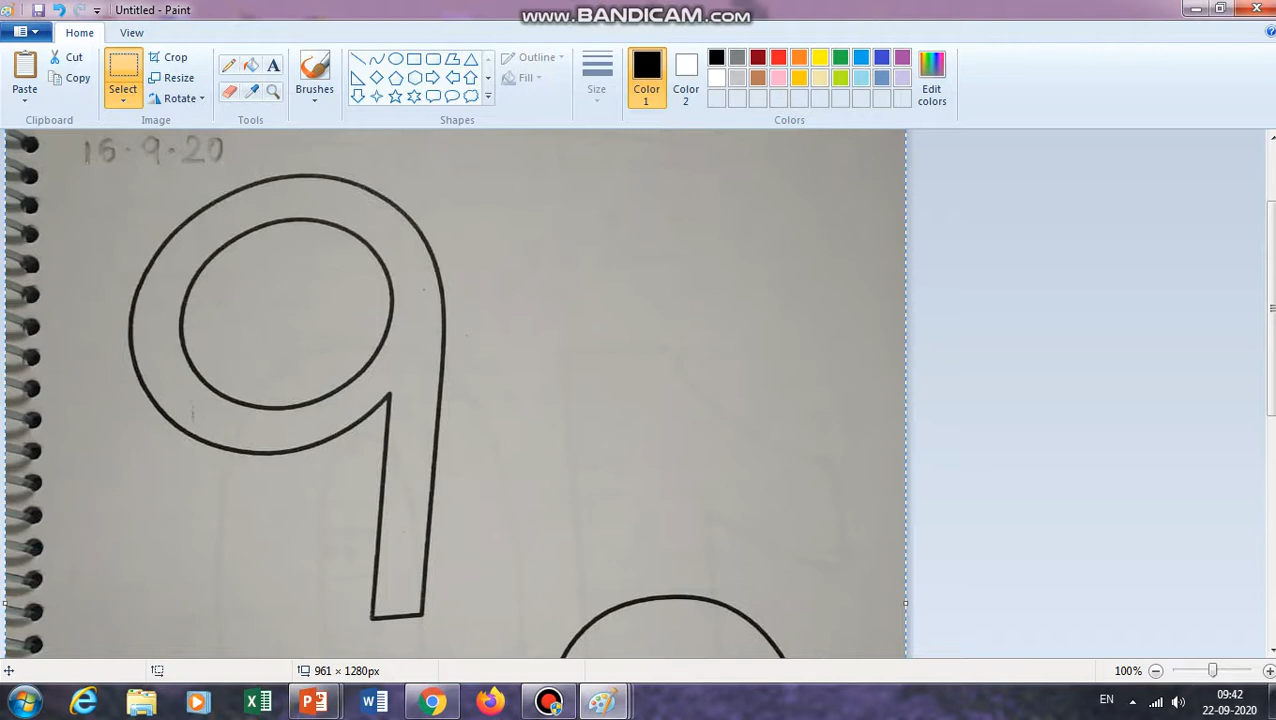 Untitled - Paint
www.BANDICAM.com
Home
View
Paste
Cut
Copy
Clipboard
Select
Crop
Resize
Rotate
Image
A
Tools
Brushes
Shapes
Outline
Fill
Size
Color 1
Color 2
Edit colors
Colors
16.9.20
9
961 × 1280px
100%
EN
09:42
22-09-2020